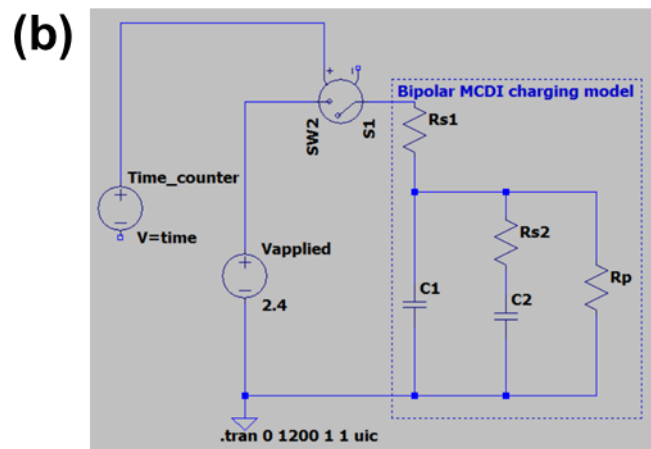 (b)
Bipolar MCDI charging model
Rs1
SW2
S1
Time_counter
V=time
Vapplied
2.4
Rs2
C1
C2
Rp
.tran 0 1200 1 1 uic